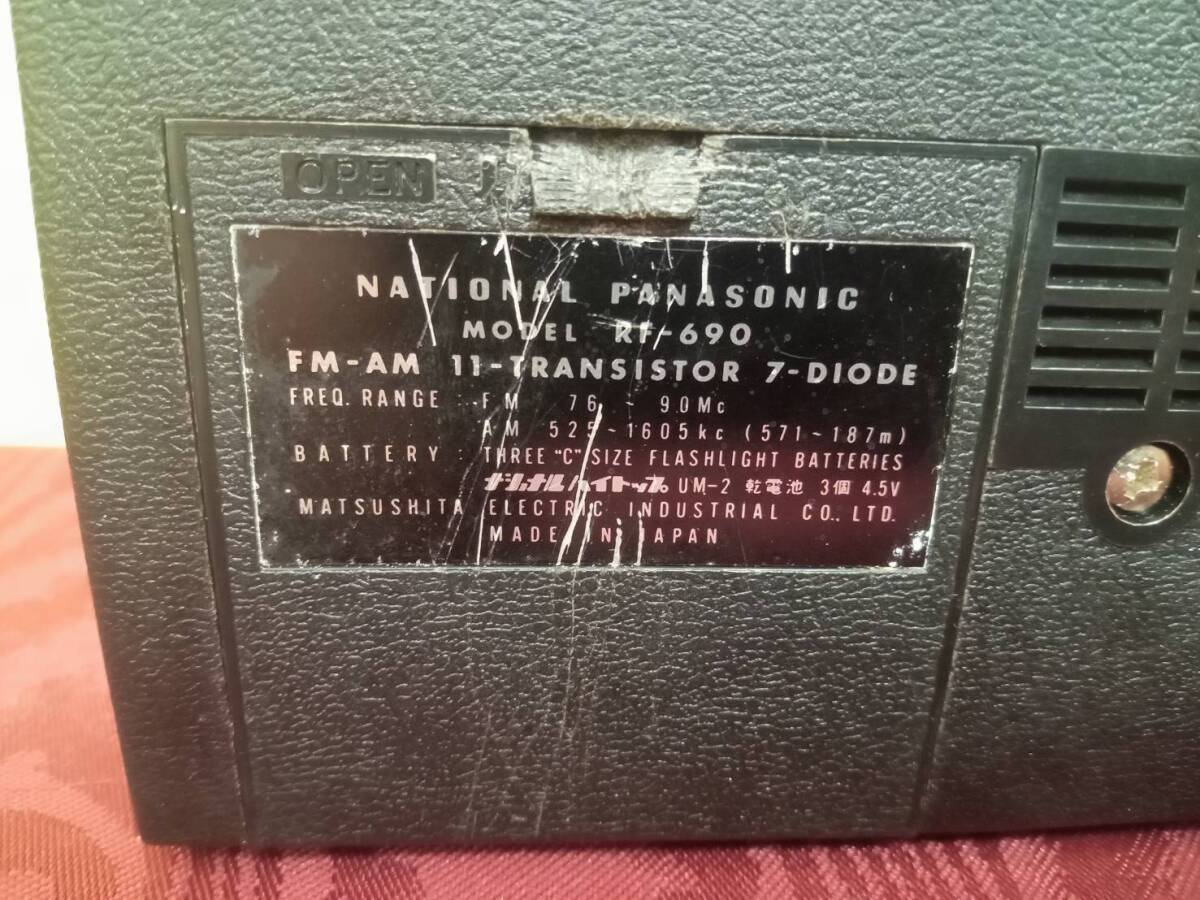 OPEN
NATIONAL PANASONIC
MODEL RF-690
FM-AM 11-TRANSISTOR 7-DIODE
FREQ. RANGE : FM 76 ~ 90Mc
AM 525~1605kc (571~187m)
BATTERY : THREE "C" SIZE FLASHLIGHT BATTERIES
ナショナルハイトップ UM-2 乾電池 3個 4.5V
MATSUSHITA ELECTRIC INDUSTRIAL CO., LTD.
MADE IN JAPAN